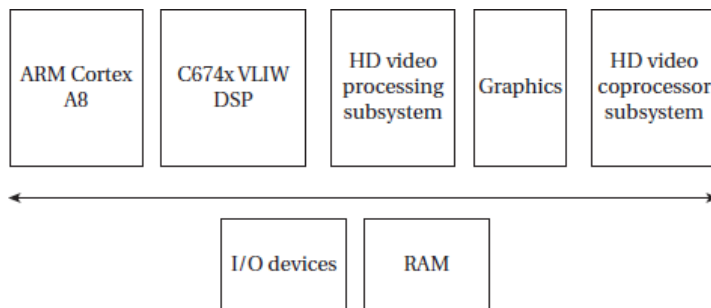 ARM Cortex
A8
C674x VLIW
DSP
HD video
processing
subsystem
Graphics
HD video
coprocessor
subsystem
I/O devices
RAM